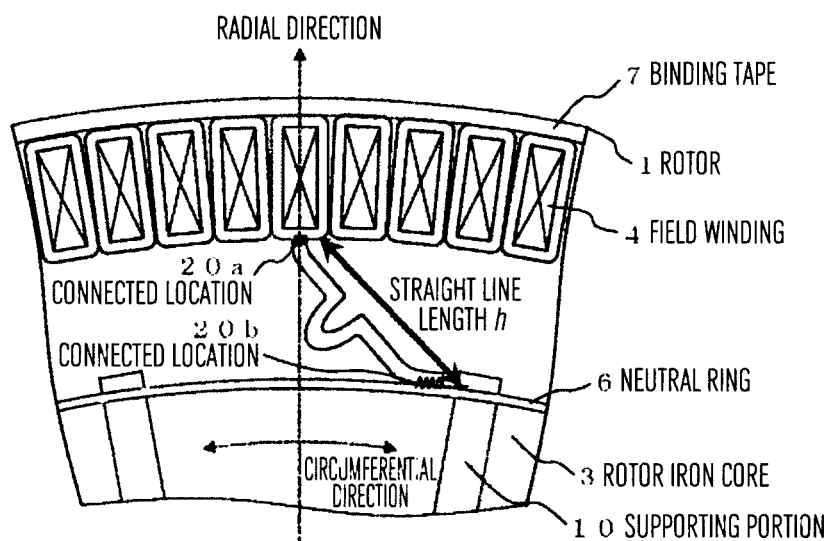 RADIAL DIRECTION
7 BINDING TAPE
1 ROTOR
4 FIELD WINDING
20a
CONNECTED LOCATION
STRAIGHT LINE
LENGTH h
20b
CONNECTED LOCATION
6 NEUTRAL RING
CIRCUMFERENTIAL
DIRECTION
3 ROTOR IRON CORE
10 SUPPORTING PORTION